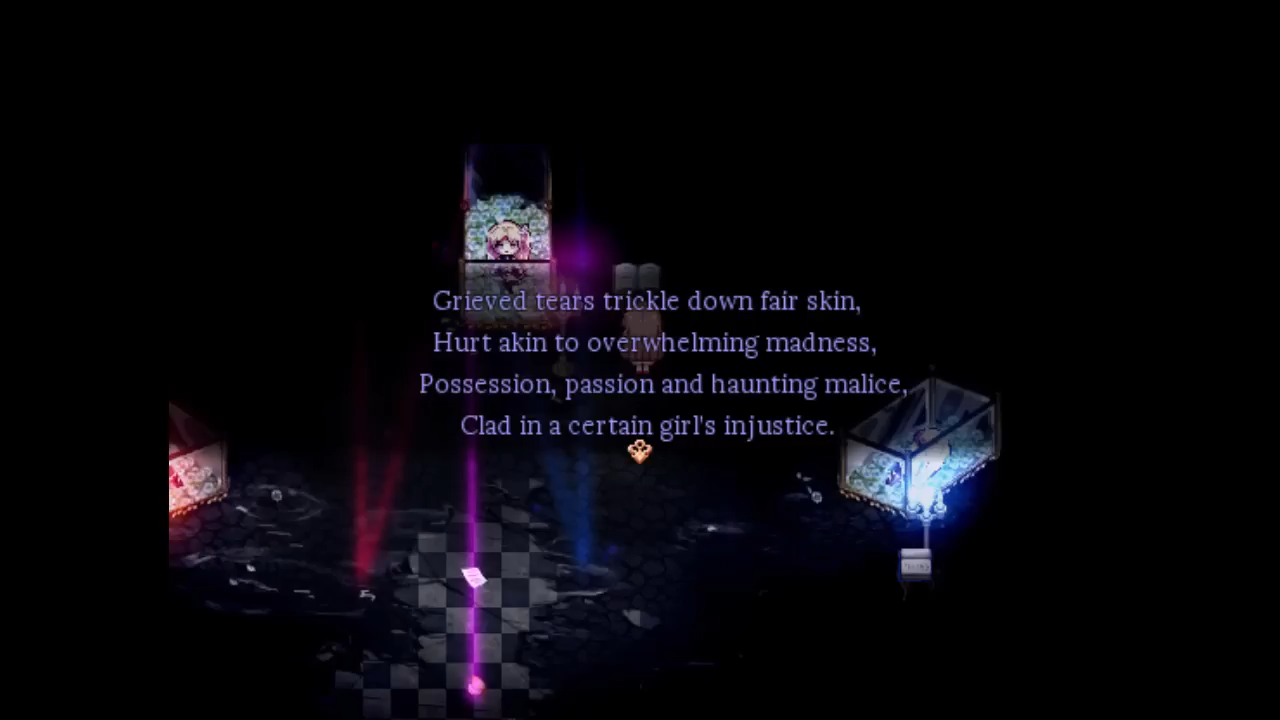 Grieved tears trickle down fair skin,
Hurt akin to overwhelming madness,
Possession, passion and haunting malice,
Clad in a certain girl's injustice.